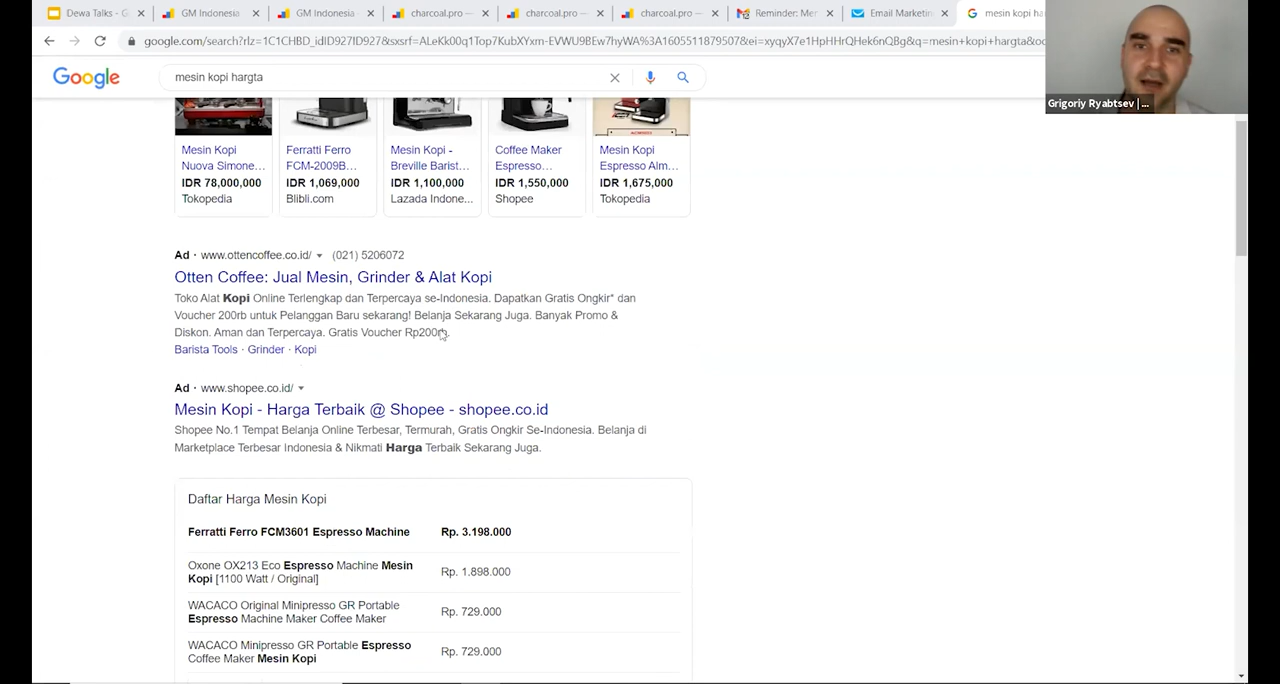 Dewa Talks - G
GM Indonesia
GM Indonesia
charcoal.pro —
charcoal.pro —
charcoal.pro —
Reminder: Mer
Email Marketin
mesin kopi ha
google.com/search?rlz=1C1CHBD_idID927ID927&sxsrf=ALeKk00q1Top7KubXYxm-EVWU9BEw7hyWA%3A1605511879507&ei=xyqyX7e1HpHHrQHek6nQBg&q=mesin+kopi+hargta&
Grigoriy Ryabtsev | ...
Google
mesin kopi hargta
Mesin Kopi
Nuova Simone...
IDR 78,000,000
Tokopedia
Ferratti Ferro
FCM-2009B...
IDR 1,069,000
Blibli.com
Mesin Kopi -
Breville Barist...
IDR 1,100,000
Lazada Indone...
Coffee Maker
Espresso...
IDR 1,550,000
Shopee
Mesin Kopi
Espresso Alm...
IDR 1,675,000
Tokopedia
Ad · www.ottencoffee.co.id/ (021) 5206072
Otten Coffee: Jual Mesin, Grinder & Alat Kopi
Toko Alat Kopi Online Terlengkap dan Terpercaya se-Indonesia. Dapatkan Gratis Ongkir* dan
Voucher 200rb untuk Pelanggan Baru sekarang! Belanja Sekarang Juga. Banyak Promo &
Diskon. Aman dan Terpercaya. Gratis Voucher Rp200rb.
Barista Tools · Grinder · Kopi
Ad · www.shopee.co.id/
Mesin Kopi - Harga Terbaik @ Shopee - shopee.co.id
Shopee No.1 Tempat Belanja Online Terbesar, Termurah, Gratis Ongkir Se-Indonesia. Belanja di
Marketplace Terbesar Indonesia & Nikmati Harga Terbaik Sekarang Juga.
Daftar Harga Mesin Kopi
Ferratti Ferro FCM3601 Espresso Machine Rp. 3.198.000
Oxone OX213 Eco Espresso Machine Mesin
Kopi [1100 Watt / Original] Rp. 1.898.000
WACACO Original Minipresso GR Portable
Espresso Machine Maker Coffee Maker Rp. 729.000
WACACO Minipresso GR Portable Espresso
Coffee Maker Mesin Kopi Rp. 729.000